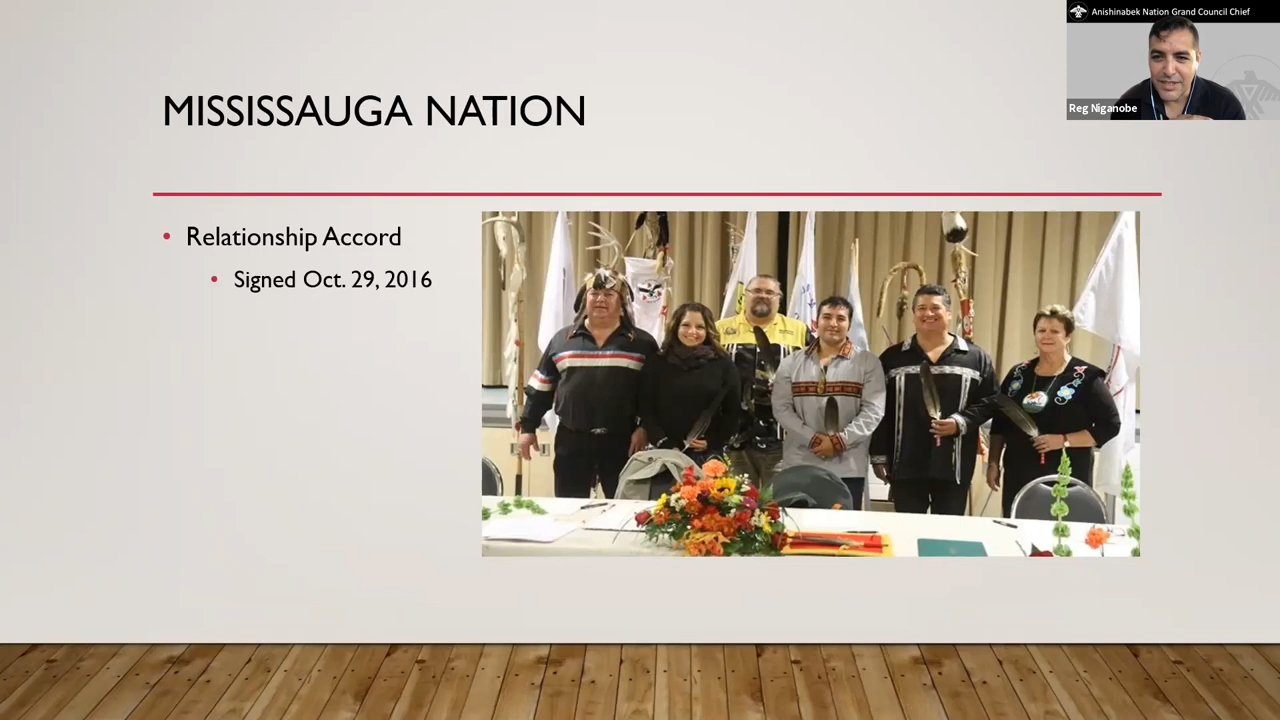 Anishinabek Nation Grand Council Chief
Reg Niganobe
MISSISSAUGA NATION
• Relationship Accord
• Signed Oct. 29, 2016